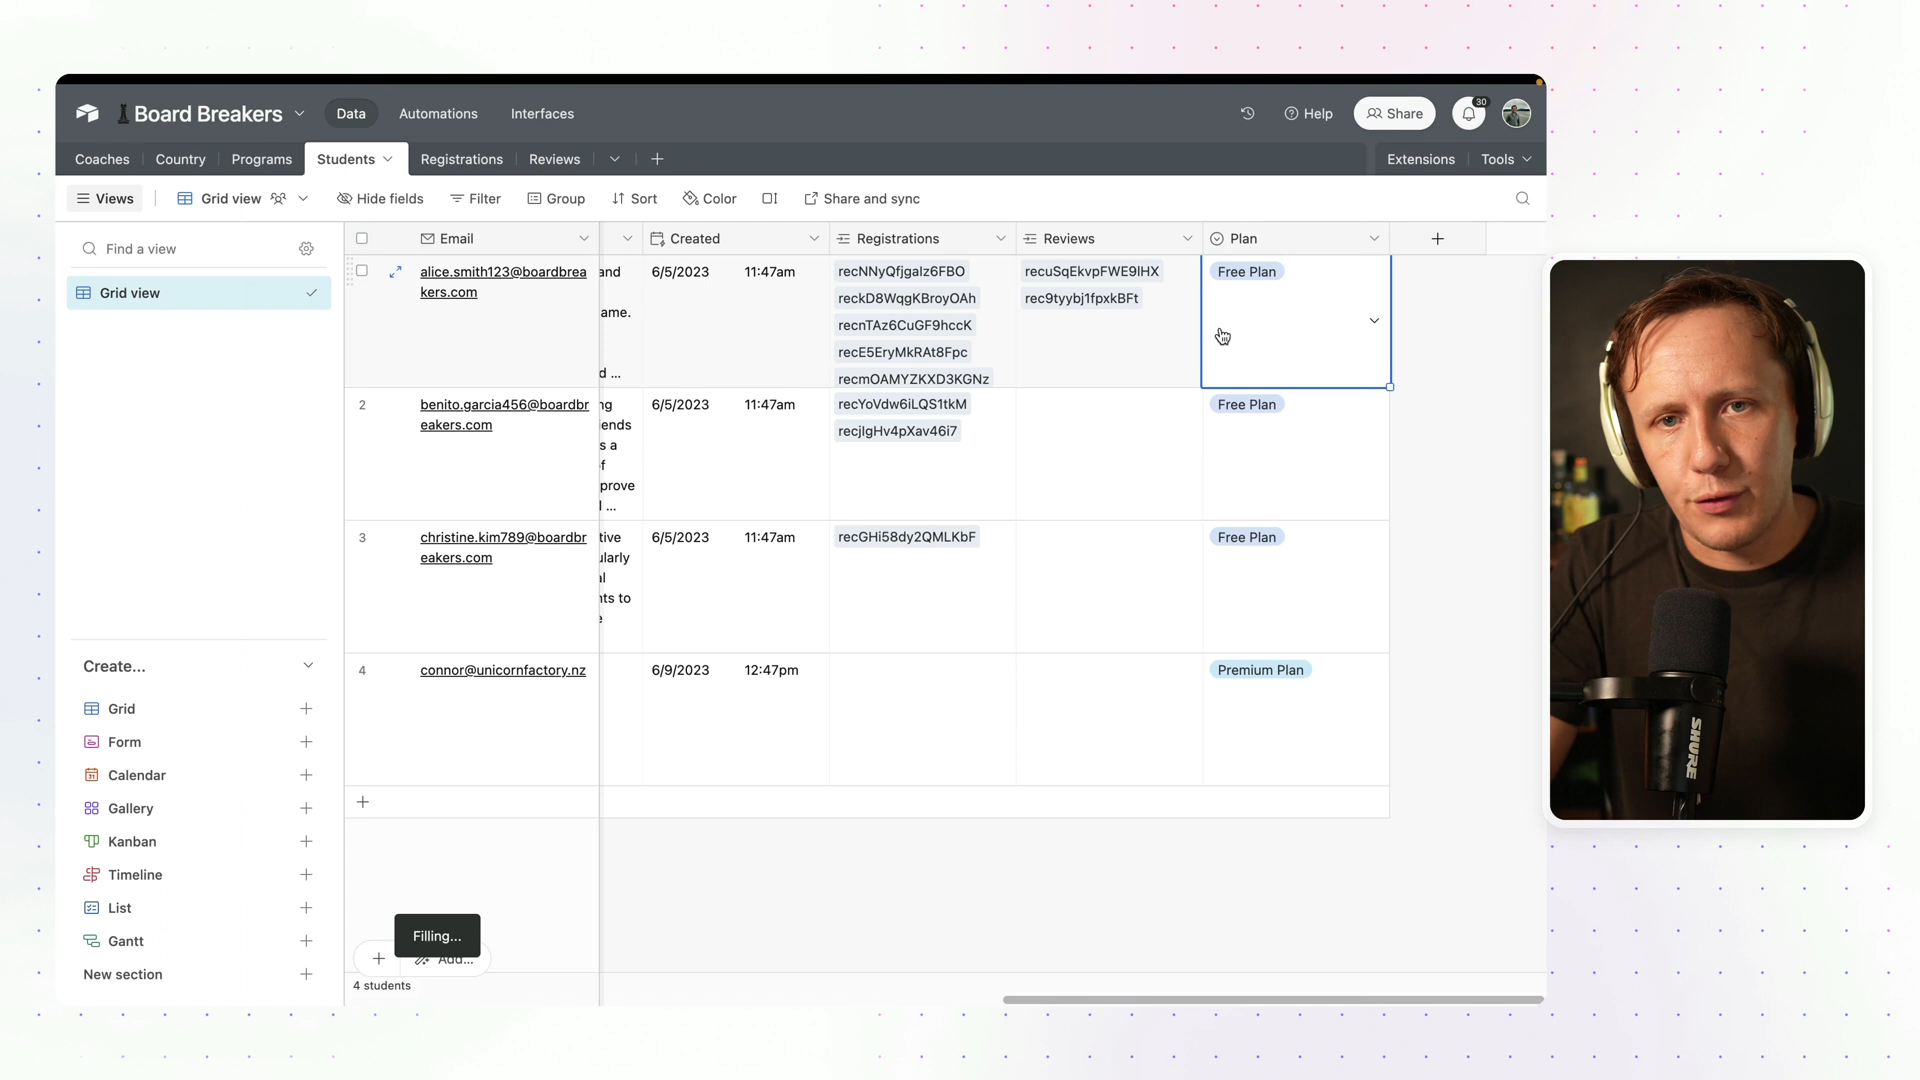 Board Breakers
Data
Automations
Interfaces
Help
Share
30
Coaches
Country
Programs
Students
Registrations
Reviews
Extensions
Tools
Views
Grid view
Hide fields
Filter
Group
Sort
Color
Share and sync
Find a view
Grid view
Create...
Grid
Form
Calendar
Gallery
Kanban
Timeline
List
Gantt
New section
Email
Created
Registrations
Reviews
Plan
alice.smith123@boardbrea
kers.com
and
ame.
d ...
6/5/2023 11:47am
recNNyQfjgalz6FBO
reckD8WqgKBroyOAh
recnTAz6CuGF9hccK
recE5EryMkRAt8Fpc
recmOAMYZKXD3KGNz
recuSqEkvpFWE9lHX
rec9tyybj1fpxkBFt
Free Plan
2
benito.garcia456@boardbr
eakers.com
ng
iends
s a
f
prove
l ...
6/5/2023 11:47am
recYoVdw6iLQS1tkM
recjlgHv4pXav46i7
Free Plan
3
christine.kim789@boardbr
eakers.com
tive
ularly
al
nts to
e
6/5/2023 11:47am
recGHi58dy2QMLKbF
Free Plan
4
connor@unicornfactory.nz
6/9/2023 12:47pm
Premium Plan
Filling...
Add...
4 students
SHURE